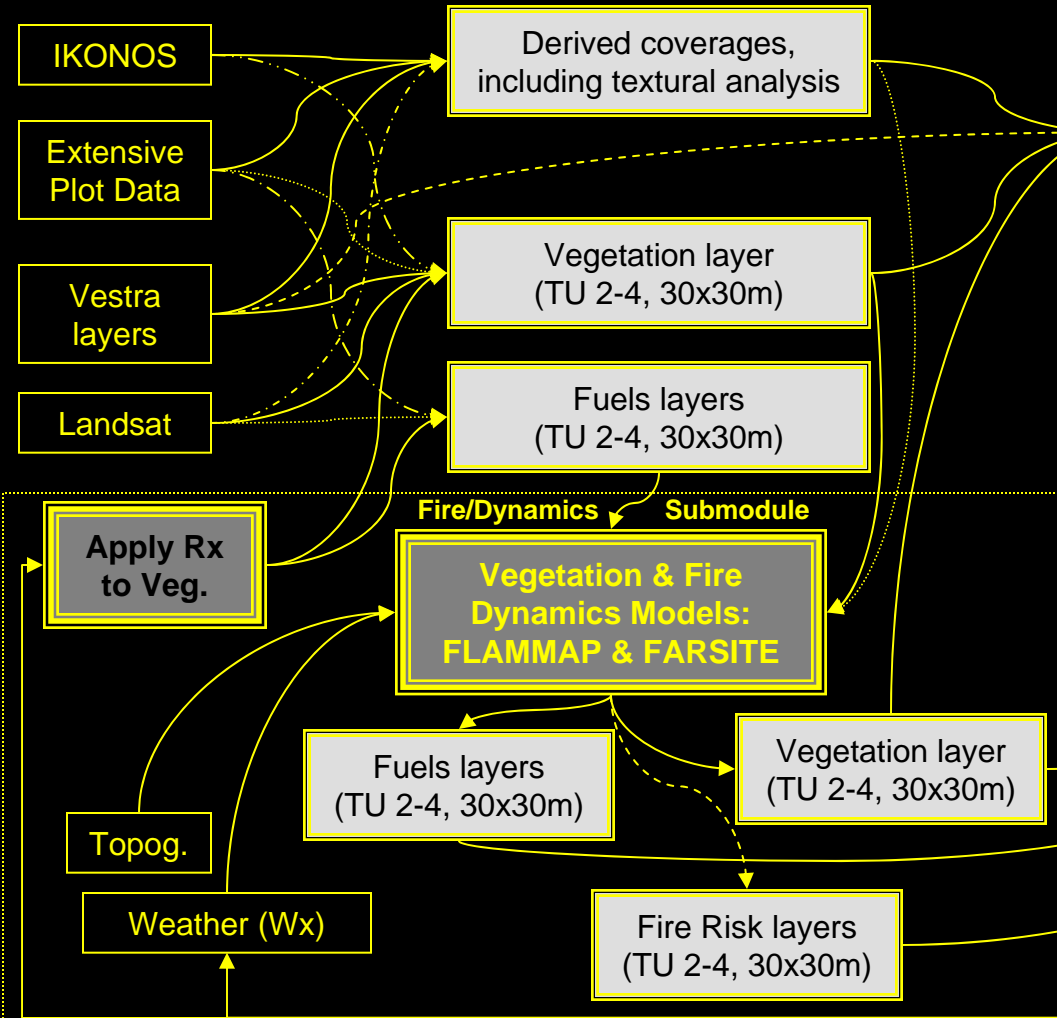 IKONOS
Derived coverages,
including textural analysis
Extensive
Plot Data
Vestra
layers
Vegetation layer
(TU 2-4, 30x30m)
Landsat
Fuels layers
(TU 2-4, 30x30m)
Fire/Dynamics Submodule
Apply Rx
to Veg.
Vegetation & Fire
Dynamics Models:
FLAMMAP & FARSITE
Fuels layers
(TU 2-4, 30x30m)
Vegetation layer
(TU 2-4, 30x30m)
Topog.
Weather (Wx)
Fire Risk layers
(TU 2-4, 30x30m)